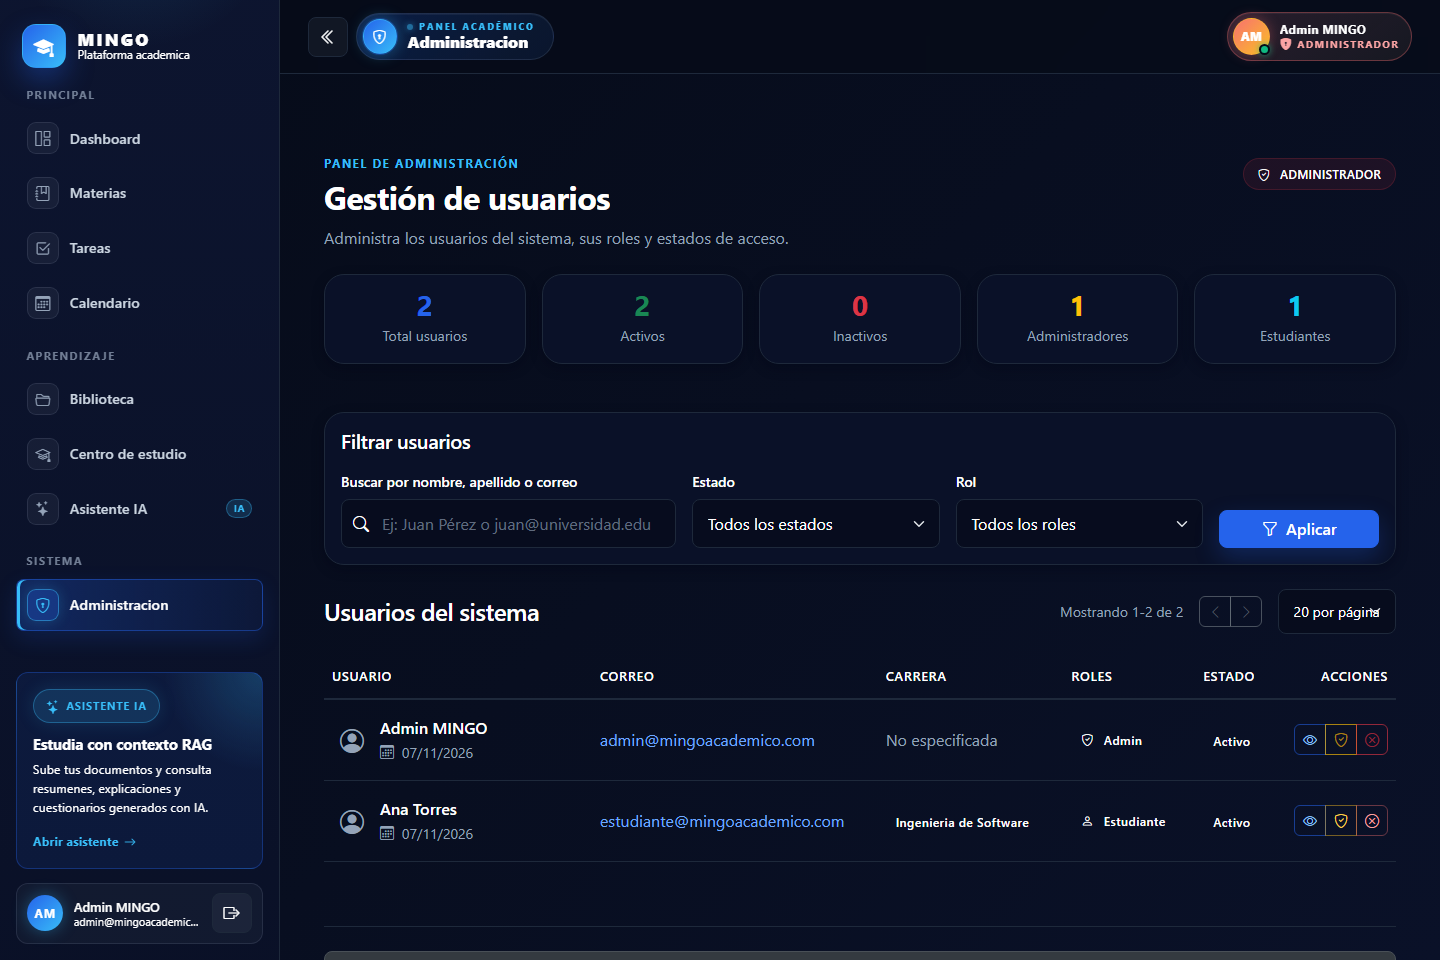 MINGO
Plataforma academica
PRINCIPAL
Dashboard
Materias
Tareas
Calendario
APRENDIZAJE
Biblioteca
Centro de estudio
Asistente IA
IA
SISTEMA
Administracion
ASISTENTE IA
Estudia con contexto RAG
Sube tus documentos y consulta
resumenes, explicaciones y
cuestionarios generados con IA.
Abrir asistente →
AM
Admin MINGO
admin@mingoacademic...
PANEL ACADÉMICO
Administracion
AM
Admin MINGO
ADMINISTRADOR
PANEL DE ADMINISTRACIÓN
Gestión de usuarios
Administra los usuarios del sistema, sus roles y estados de acceso.
ADMINISTRADOR
2
Total usuarios
2
Activos
0
Inactivos
1
Administradores
1
Estudiantes
Filtrar usuarios
Buscar por nombre, apellido o correo
Ej: Juan Pérez o juan@universidad.edu
Estado
Todos los estados
Rol
Todos los roles
Aplicar
Usuarios del sistema
Mostrando 1-2 de 2
20 por página
USUARIO CORREO CARRERA ROLES ESTADO ACCIONES
Admin MINGO
07/11/2026
admin@mingoacademico.com
No especificada
Admin
Activo
Ana Torres
07/11/2026
estudiante@mingoacademico.com
Ingenieria de Software
Estudiante
Activo